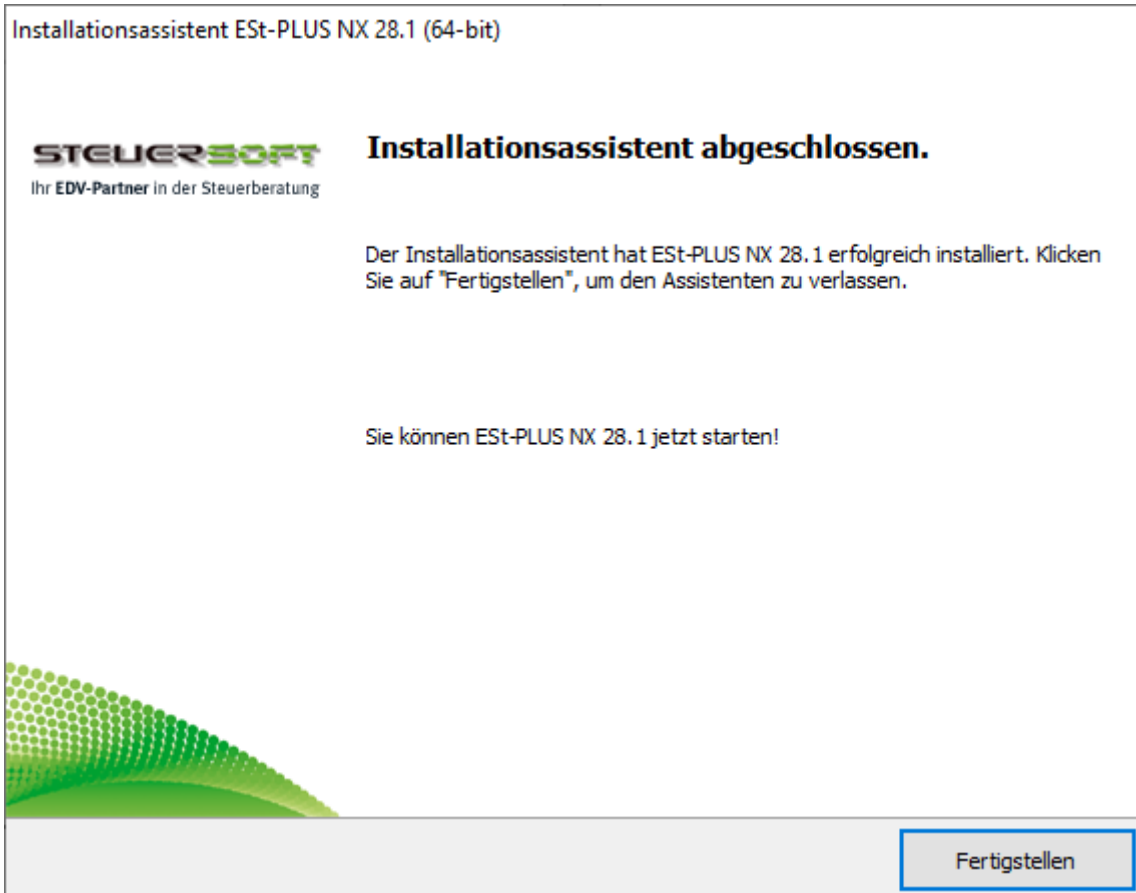 Installationsassistent ESt-PLUS NX 28.1 (64-bit)
STEUERSOFT
Ihr EDV-Partner in der Steuerberatung
Installationsassistent abgeschlossen.
Der Installationsassistent hat ESt-PLUS NX 28.1 erfolgreich installiert. Klicken
Sie auf "Fertigstellen", um den Assistenten zu verlassen.
Sie können ESt-PLUS NX 28.1 jetzt starten!
Fertigstellen